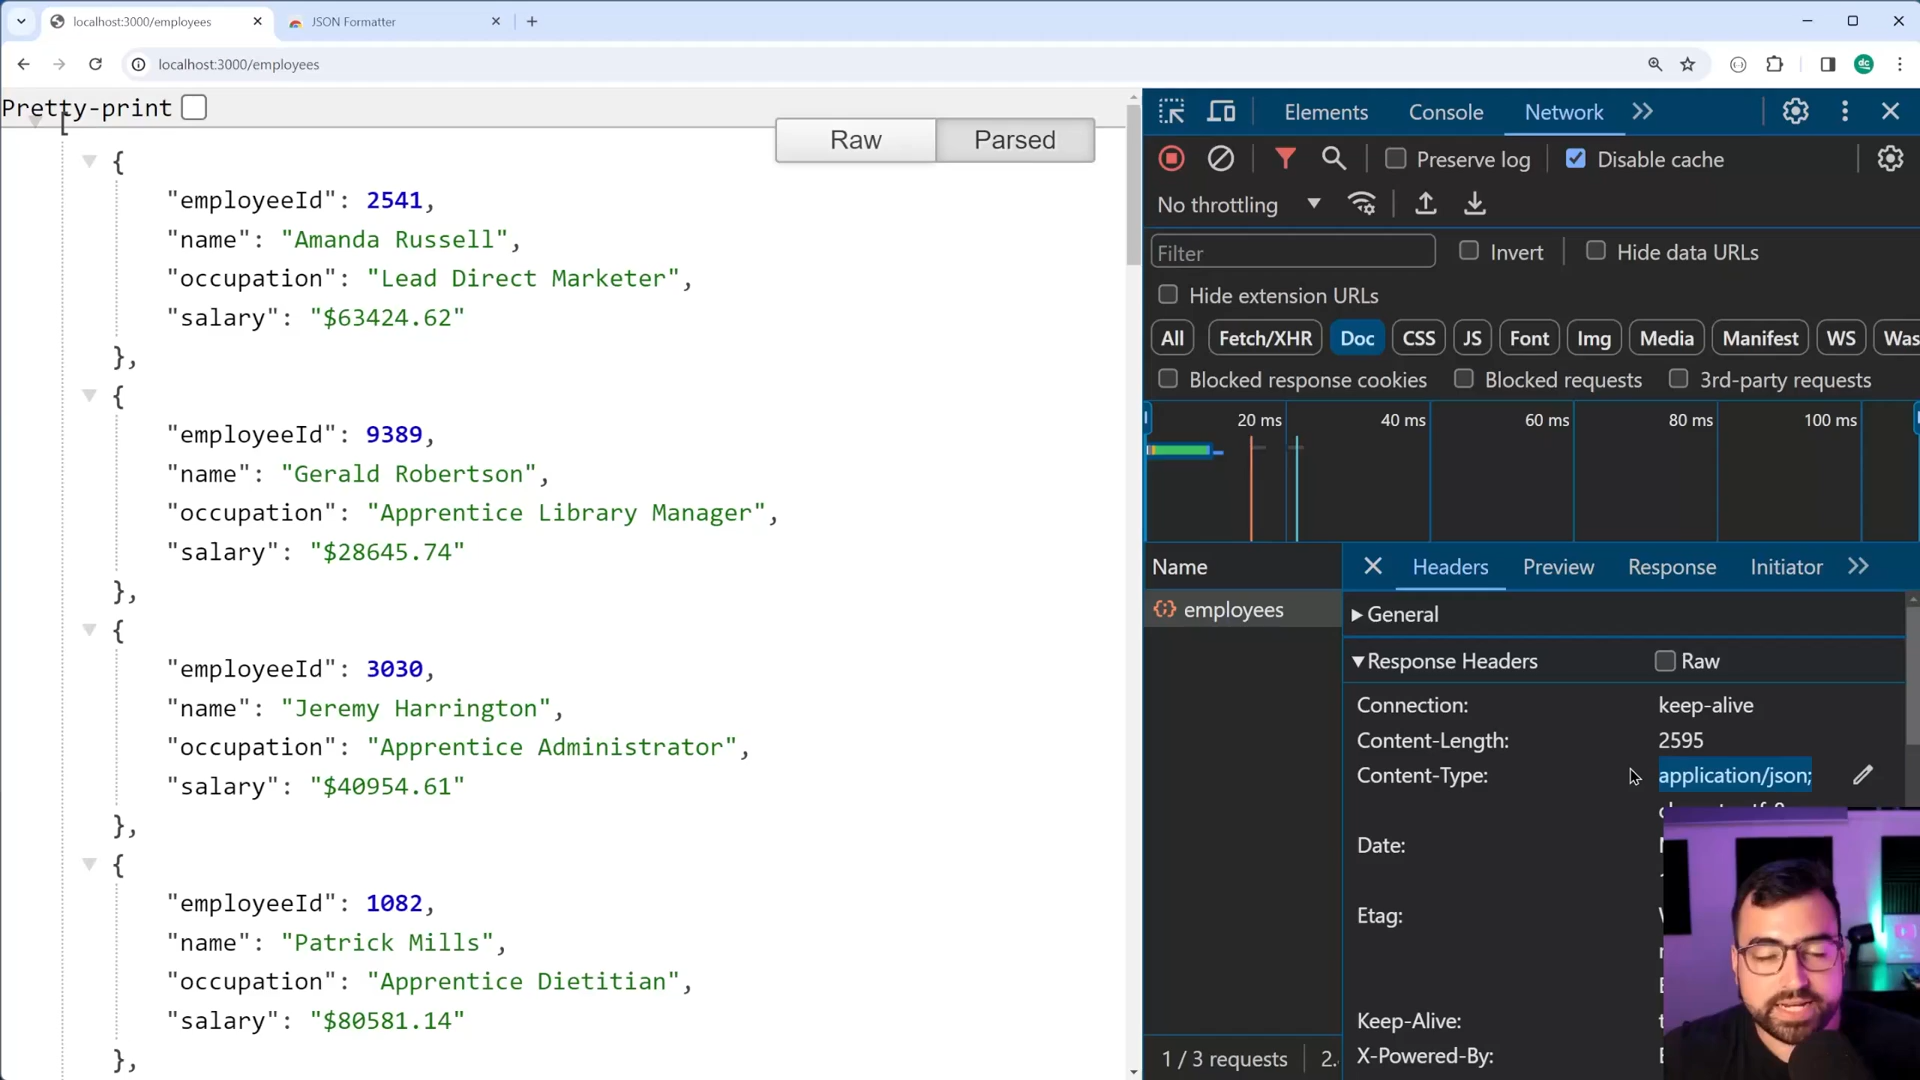 localhost:3000/employees
JSON Formatter
localhost:3000/employees
dc
Pretty-print
Raw Parsed
[
{
"employeeId": 2541,
"name": "Amanda Russell",
"occupation": "Lead Direct Marketer",
"salary": "$63424.62"
},
{
"employeeId": 9389,
"name": "Gerald Robertson",
"occupation": "Apprentice Library Manager",
"salary": "$28645.74"
},
{
"employeeId": 3030,
"name": "Jeremy Harrington",
"occupation": "Apprentice Administrator",
"salary": "$40954.61"
},
{
"employeeId": 1082,
"name": "Patrick Mills",
"occupation": "Apprentice Dietitian",
"salary": "$80581.14"
},
Elements Console Network
Preserve log Disable cache
No throttling
Filter Invert Hide data URLs
Hide extension URLs
All Fetch/XHR Doc CSS JS Font Img Media Manifest WS Was
Blocked response cookies Blocked requests 3rd-party requests
20 ms 40 ms 60 ms 80 ms 100 ms
Name Headers Preview Response Initiator
employees
General
Response Headers Raw
Connection: keep-alive
Content-Length: 2595
Content-Type: application/json;
Date:
Etag:
Keep-Alive:
X-Powered-By:
1 / 3 requests 2.